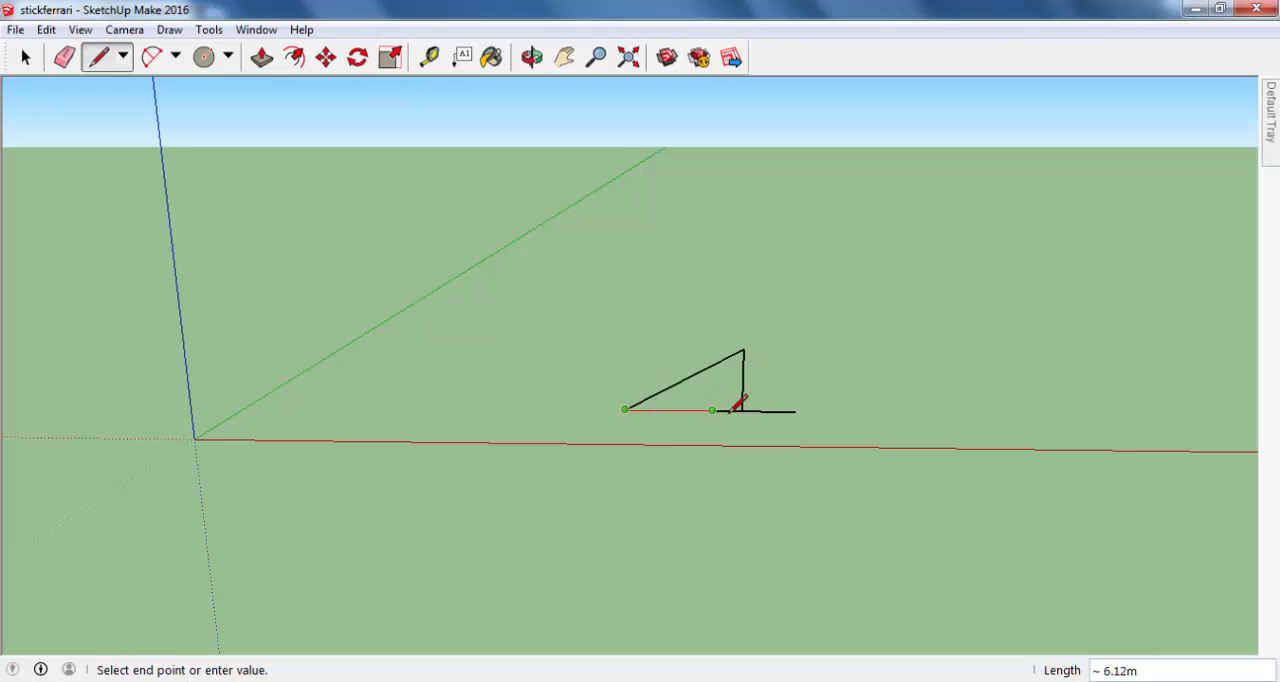 stickferrari - SketchUp Make 2016
File Edit View Camera Draw Tools Window Help
A1
Default Tray
Select end point or enter value.
Length ~ 6.12m